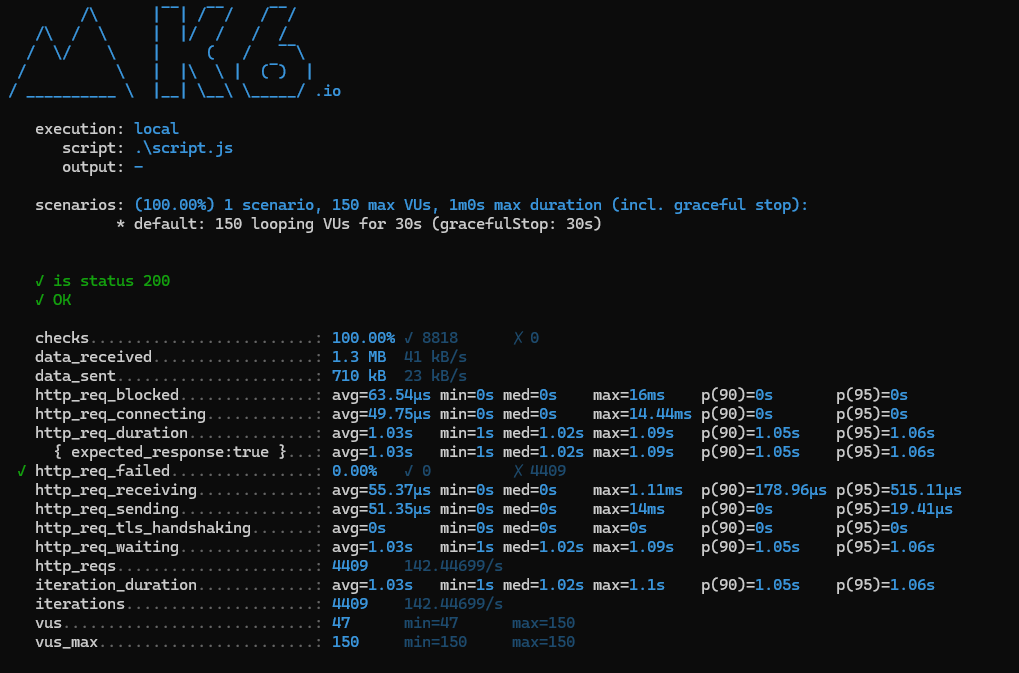 .io
execution: local
script: .\script.js
output: -
scenarios: (100.00%) 1 scenario, 150 max VUs, 1m0s max duration (incl. graceful stop):
* default: 150 looping VUs for 30s (gracefulStop: 30s)
✓ is status 200
✓ OK
checks.........................: 100.00% ✓ 8818      ✗ 0
data_received..................: 1.3 MB  41 kB/s
data_sent......................: 710 kB  23 kB/s
http_req_blocked...............: avg=63.54µs min=0s med=0s    max=16ms    p(90)=0s       p(95)=0s
http_req_connecting............: avg=49.75µs min=0s med=0s    max=14.44ms p(90)=0s       p(95)=0s
http_req_duration..............: avg=1.03s   min=1s med=1.02s max=1.09s   p(90)=1.05s    p(95)=1.06s
{ expected_response:true }...: avg=1.03s   min=1s med=1.02s max=1.09s   p(90)=1.05s    p(95)=1.06s
✓ http_req_failed................: 0.00%   ✓ 0         ✗ 4409
http_req_receiving.............: avg=55.37µs min=0s med=0s    max=1.11ms  p(90)=178.96µs p(95)=515.11µs
http_req_sending...............: avg=51.35µs min=0s med=0s    max=14ms    p(90)=0s       p(95)=19.41µs
http_req_tls_handshaking.......: avg=0s      min=0s med=0s    max=0s      p(90)=0s       p(95)=0s
http_req_waiting...............: avg=1.03s   min=1s med=1.02s max=1.09s   p(90)=1.05s    p(95)=1.06s
http_reqs......................: 4409    142.44699/s
iteration_duration.............: avg=1.03s   min=1s med=1.02s max=1.1s    p(90)=1.05s    p(95)=1.06s
iterations.....................: 4409    142.44699/s
vus............................: 47      min=47      max=150
vus_max........................: 150     min=150     max=150